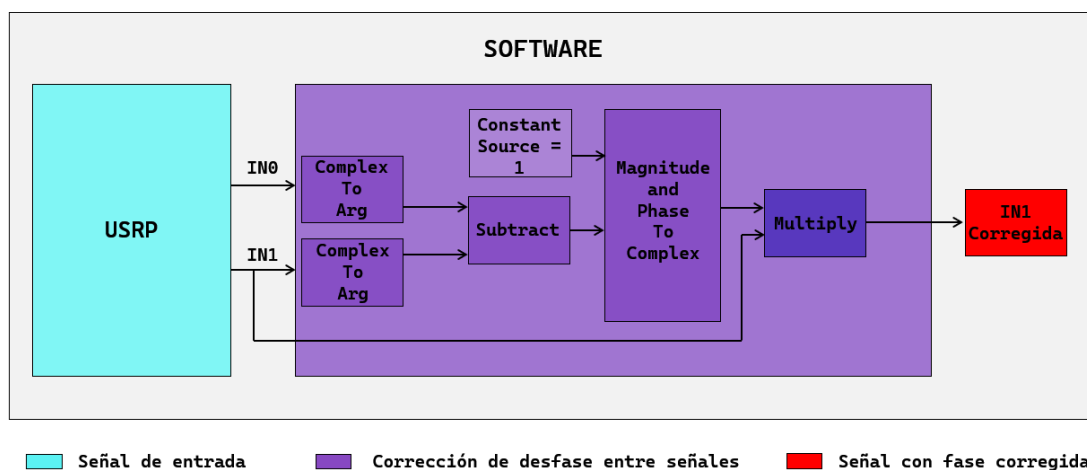 SOFTWARE
USRP
IN0
IN1
Complex
To
Arg
Complex
To
Arg
Constant
Source =
1
Subtract
Magnitude
and
Phase
To
Complex
Multiply
IN1
Corregida
Señal de entrada
Corrección de desfase entre señales
Señal con fase corregida